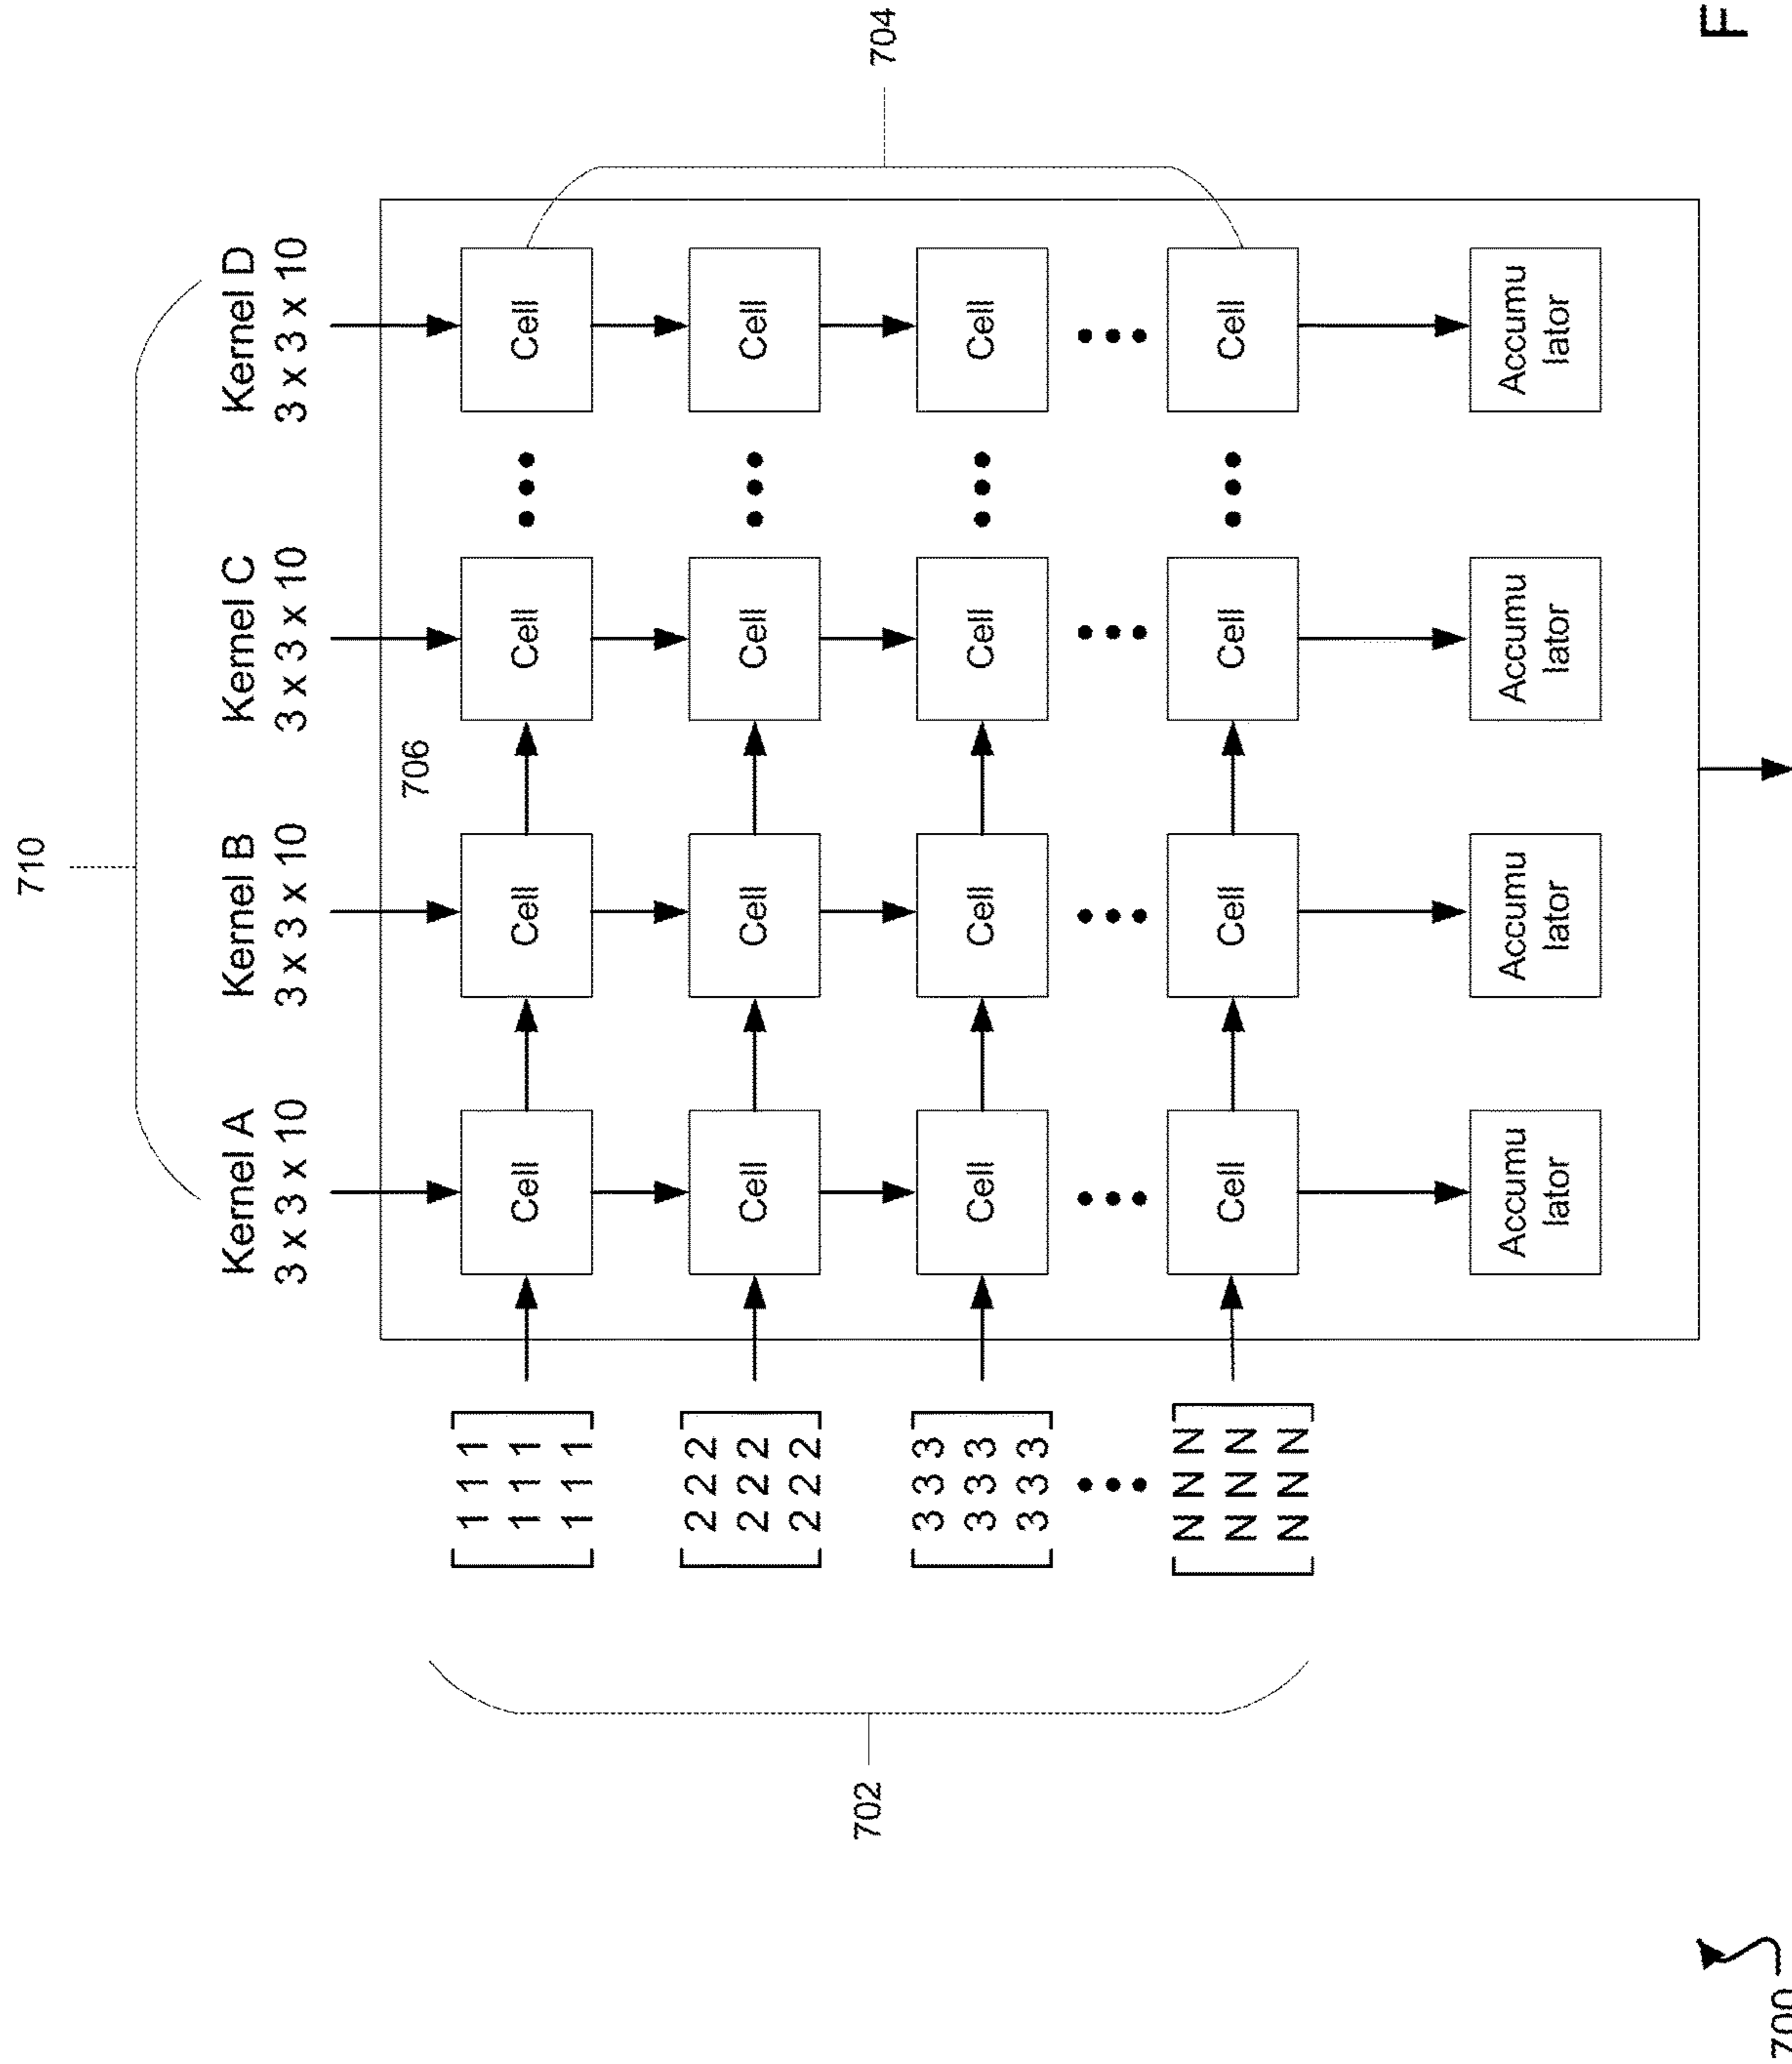 710
Kernel A Kernel B Kernel C Kernel D
3 x 3 x 10 3 x 3 x 10 3 x 3 x 10 3 x 3 x 10
706
1 1 1
1 1 1
1 1 1
Cell Cell Cell Cell
2 2 2
2 2 2
2 2 2
Cell Cell Cell Cell
702
704
3 3 3
3 3 3
3 3 3
Cell Cell Cell Cell
N N N
N N N
N N N
Cell Cell Cell Cell
Accumu Accumu Accumu Accumu
lator lator lator lator
F
700